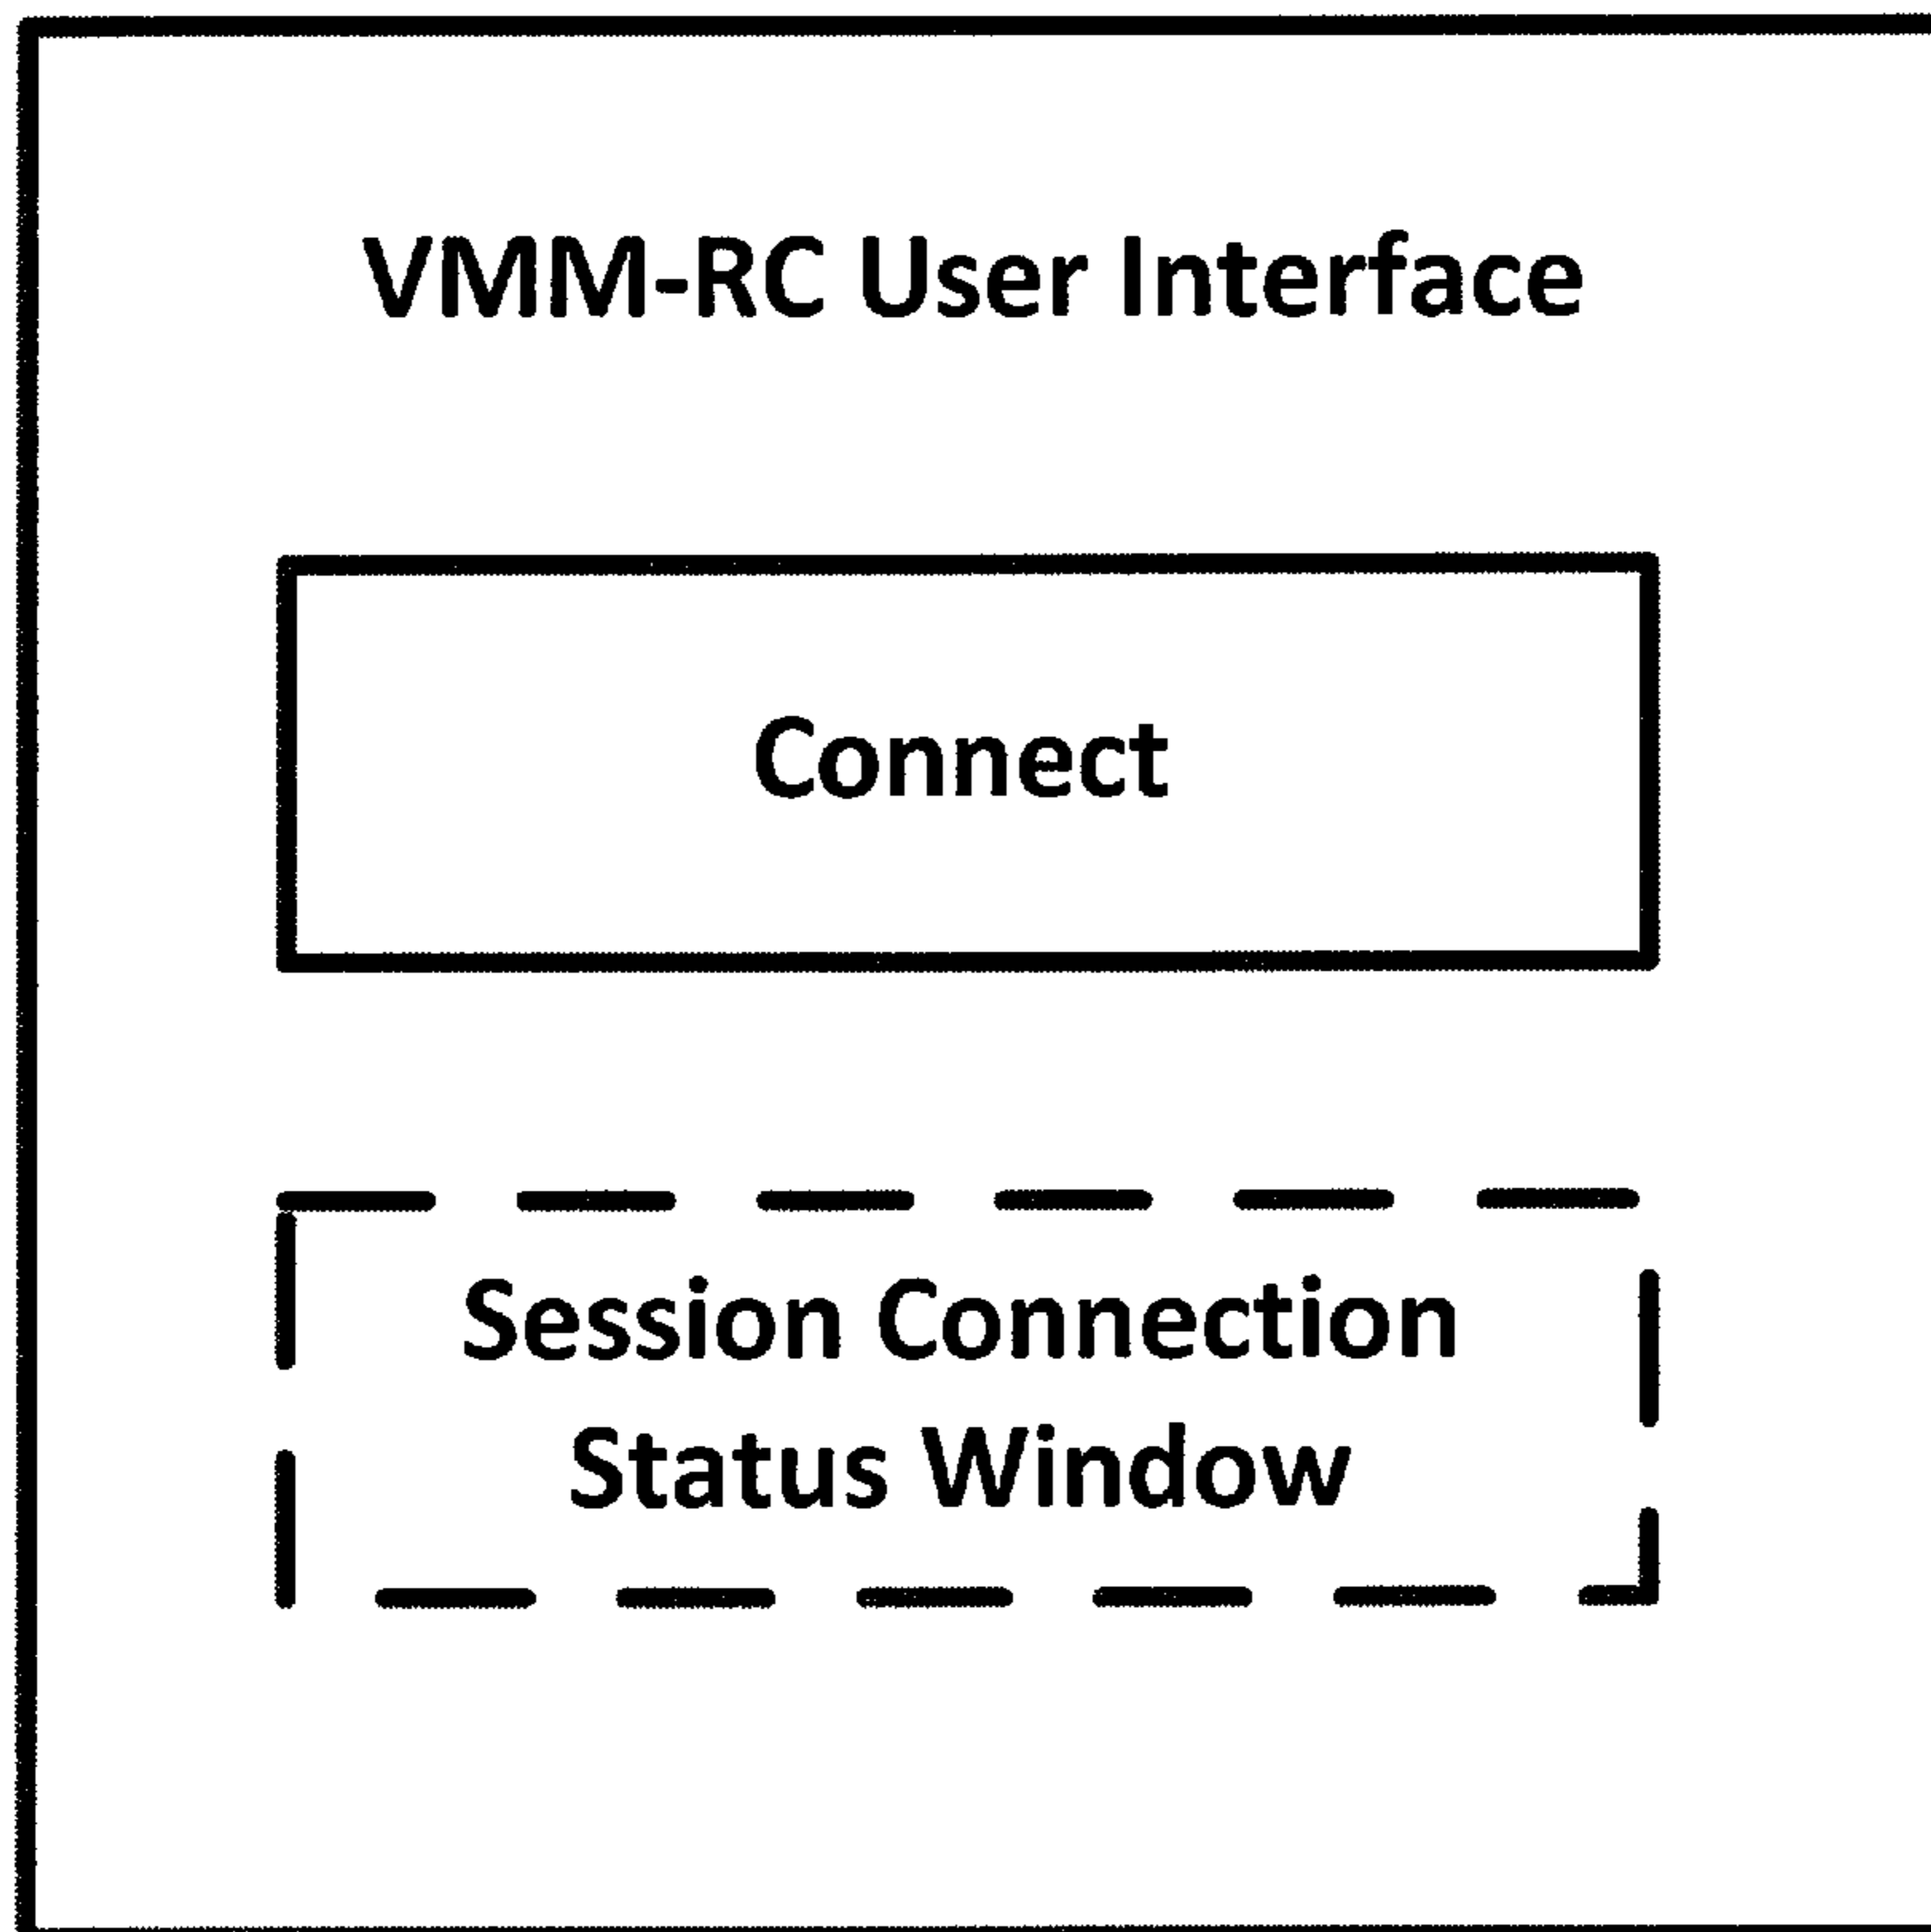 VMM-RC User Interface
Connect
Session Connection
Status Window